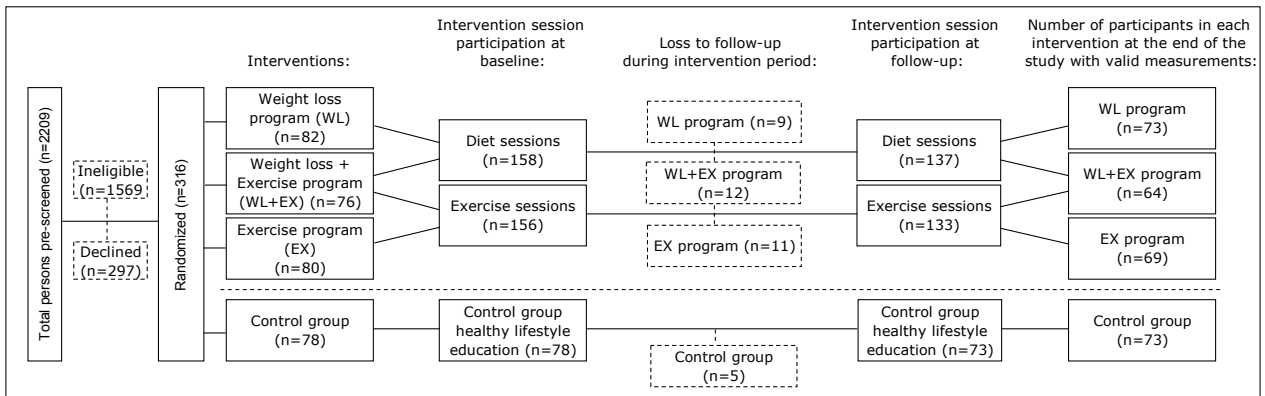 Interventions:
Intervention session
participation at
baseline:
Loss to follow-up
during intervention period:
Intervention session
participation at
follow-up:
Number of participants in each
intervention at the end of the
study with valid measurements:
Total persons pre-screened (n=2209)
Ineligible
(n=1569
Declined
(n=297)
Randomized (n=316)
Weight loss
program (WL)
(n=82)
Weight loss +
Exercise program
(WL+EX) (n=76)
Exercise program
(EX)
(n=80)
Diet sessions
(n=158)
Exercise sessions
(n=156)
WL program (n=9)
WL+EX program
(n=12)
EX program (n=11)
Diet sessions
(n=137)
Exercise sessions
(n=133)
WL program
(n=73)
WL+EX program
(n=64)
EX program
(n=69)
Control group
(n=78)
Control group
healthy lifestyle
education (n=78)
Control group
(n=5)
Control group
healthy lifestyle
education (n=73)
Control group
(n=73)